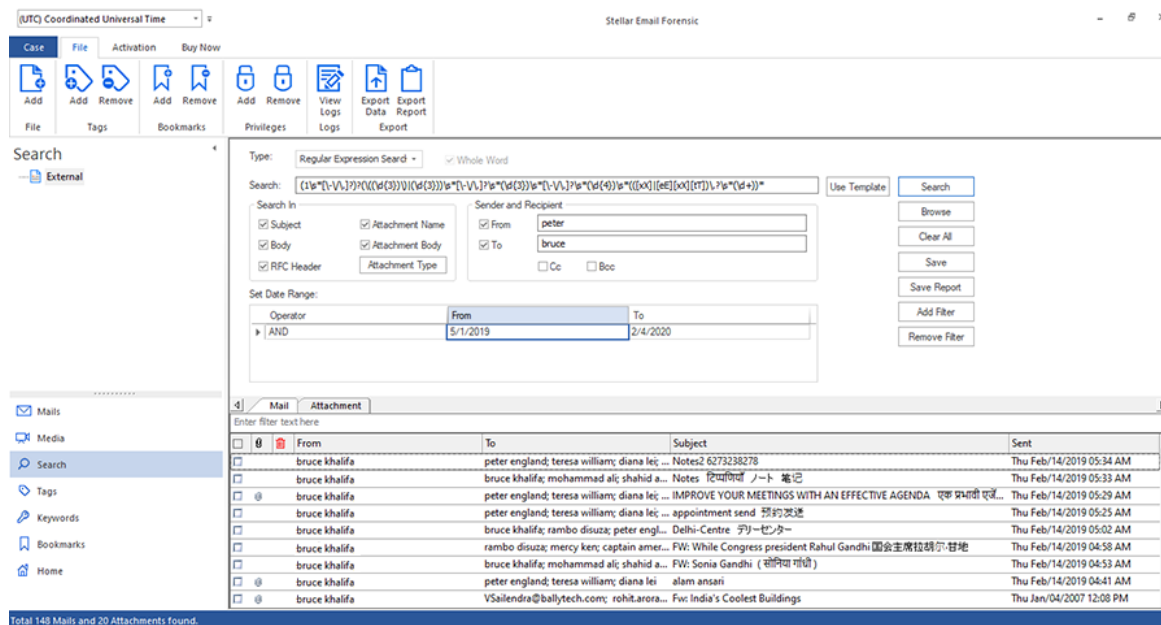 (UTC) Coordinated Universal Time
Stellar Email Forensic
Case File Activation Buy Now
Add Add Remove Add Remove Add Remove View Logs Export Data Export Report
File Tags Bookmarks Privileges Logs Export
Search
External
Type: Regular Expression Search Whole Word
Search: Use Template Search
Search In Sender and Recipient Browse
Subject Attachment Name From peter
Body Attachment Body To bruce Clear All
RFC Header Attachment Type Cc Bcc Save
Set Date Range: Save Report
Operator From To Add Filter
AND 5/1/2019 2/4/2020 Remove Filter
Mails
Media
Search
Tags
Keywords
Bookmarks
Home
Mail Attachment
Enter filter text here
From To Subject Sent
bruce khalifa peter england; teresa william; diana lei; ... Notes2 6273238278 Thu Feb/14/2019 05:34 AM
bruce khalifa bruce khalifa; mohammad ali; shahid a... Notes टिप्पणियाँ ノート 笔记 Thu Feb/14/2019 05:33 AM
bruce khalifa peter england; teresa william; diana lei; ... IMPROVE YOUR MEETINGS WITH AN EFFECTIVE AGENDA एक प्रभावी एजें... Thu Feb/14/2019 05:29 AM
bruce khalifa peter england; teresa william; diana lei; ... appointment send 预约发送 Thu Feb/14/2019 05:25 AM
bruce khalifa bruce khalifa; rambo disuza; peter engl... Delhi-Centre デリーセンター Thu Feb/14/2019 05:02 AM
bruce khalifa rambo disuza; mercy ken; captain amer... FW: While Congress president Rahul Gandhi 国会主席拉胡尔·甘地 Thu Feb/14/2019 04:58 AM
bruce khalifa bruce khalifa; mohammad ali; shahid a... FW: Sonia Gandhi ( सोनिया गांधी ) Thu Feb/14/2019 04:53 AM
bruce khalifa peter england; teresa william; diana lei alam ansari Thu Feb/14/2019 04:41 AM
bruce khalifa VSailendra@ballytech.com; rohit.arora... Fw: India's Coolest Buildings Thu Jan/04/2007 12:08 PM
Total 148 Mails and 20 Attachments found.